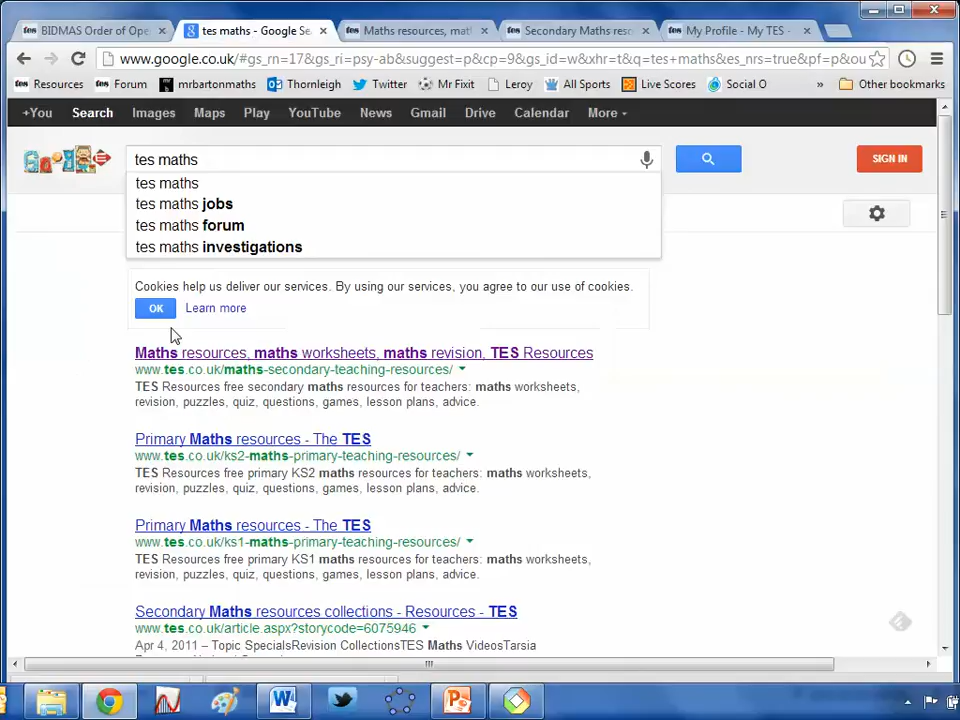 BIDMAS Order of Ope
tes maths - Google Se
Maths resources, mat
Secondary Maths reso
My Profile - My TES -
www.google.co.uk/#gs_rn=17&gs_ri=psy-ab&suggest=p&cp=9&gs_id=w&xhr=t&q=tes+maths&es_nrs=true&pf=p&ou
tes Resources tes Forum mrbartonmaths Thornleigh Twitter Mr Fixit Leroy All Sports Live Scores Social O » Other bookmarks
+You Search Images Maps Play YouTube News Gmail Drive Calendar More
tes maths
SIGN IN
tes maths
tes maths jobs
tes maths forum
tes maths investigations
Cookies help us deliver our services. By using our services, you agree to our use of cookies.
OK Learn more
Maths resources, maths worksheets, maths revision, TES Resources
www.tes.co.uk/maths-secondary-teaching-resources/
TES Resources free secondary maths resources for teachers: maths worksheets,
revision, puzzles, quiz, questions, games, lesson plans, advice.
Primary Maths resources - The TES
www.tes.co.uk/ks2-maths-primary-teaching-resources/
TES Resources free primary KS2 maths resources for teachers: maths worksheets,
revision, puzzles, quiz, questions, games, lesson plans, advice.
Primary Maths resources - The TES
www.tes.co.uk/ks1-maths-primary-teaching-resources/
TES Resources free primary KS1 maths resources for teachers: maths worksheets,
revision, puzzles, quiz, questions, games, lesson plans, advice.
Secondary Maths resources collections - Resources - TES
www.tes.co.uk/article.aspx?storycode=6075946
Apr 4, 2011 – Topic SpecialsRevision CollectionsTES Maths VideosTarsia